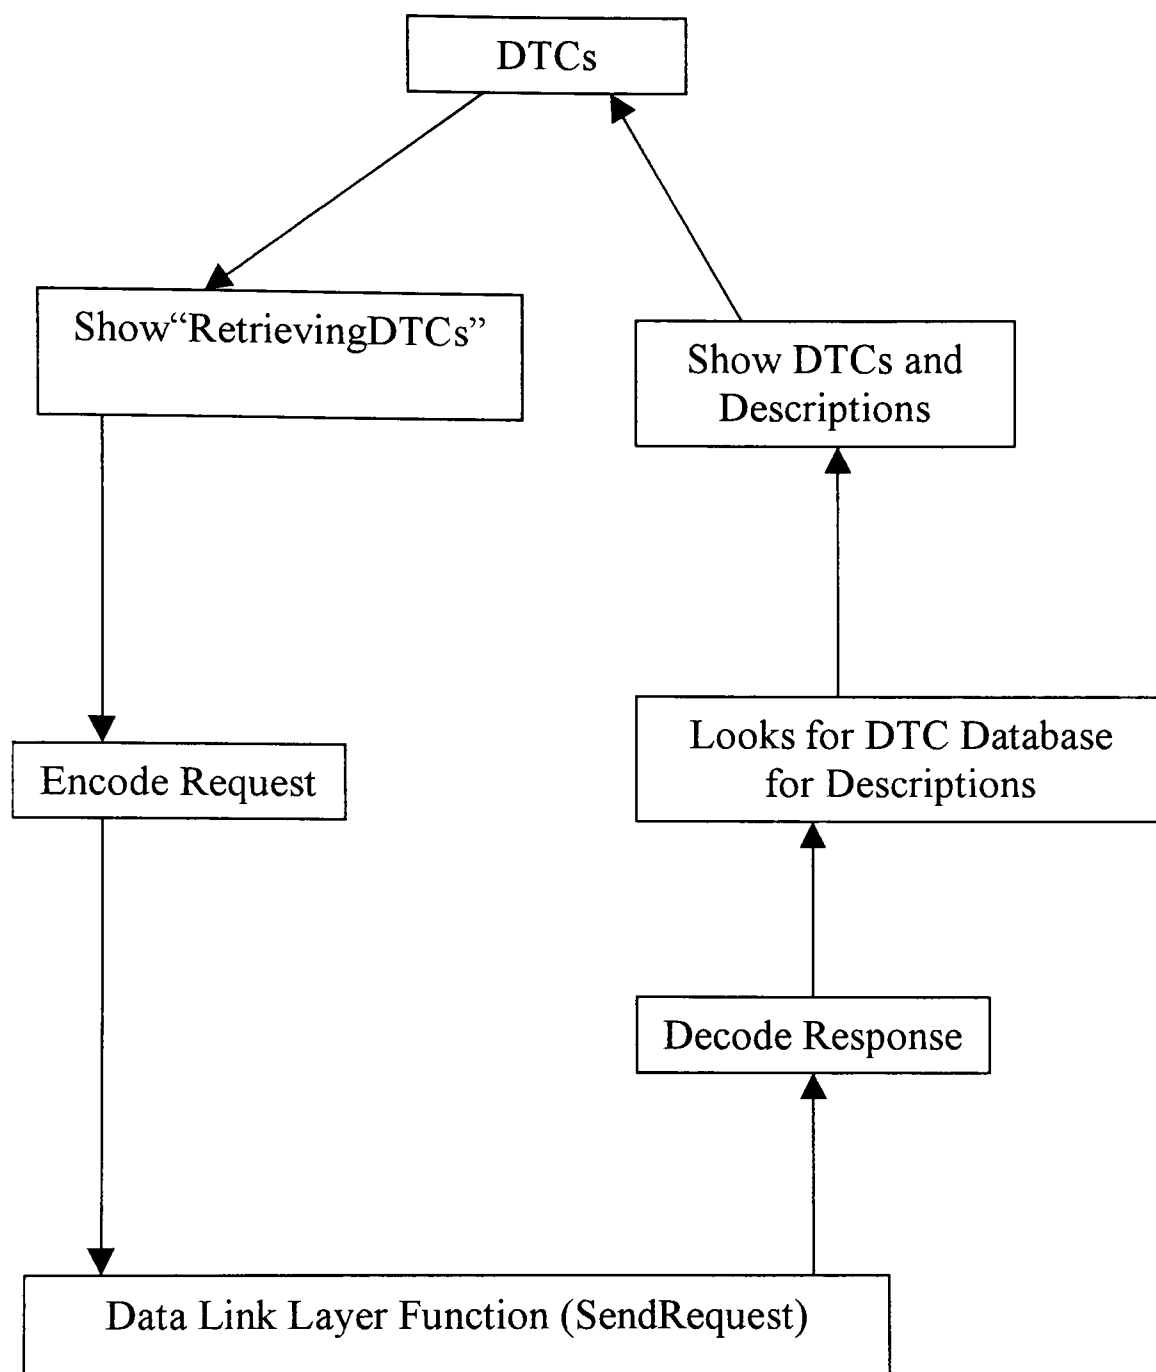 DTCs
Show“RetrievingDTCs”
Show DTCs and
Descriptions
Encode Request
Looks for DTC Database
for Descriptions
Decode Response
Data Link Layer Function (SendRequest)